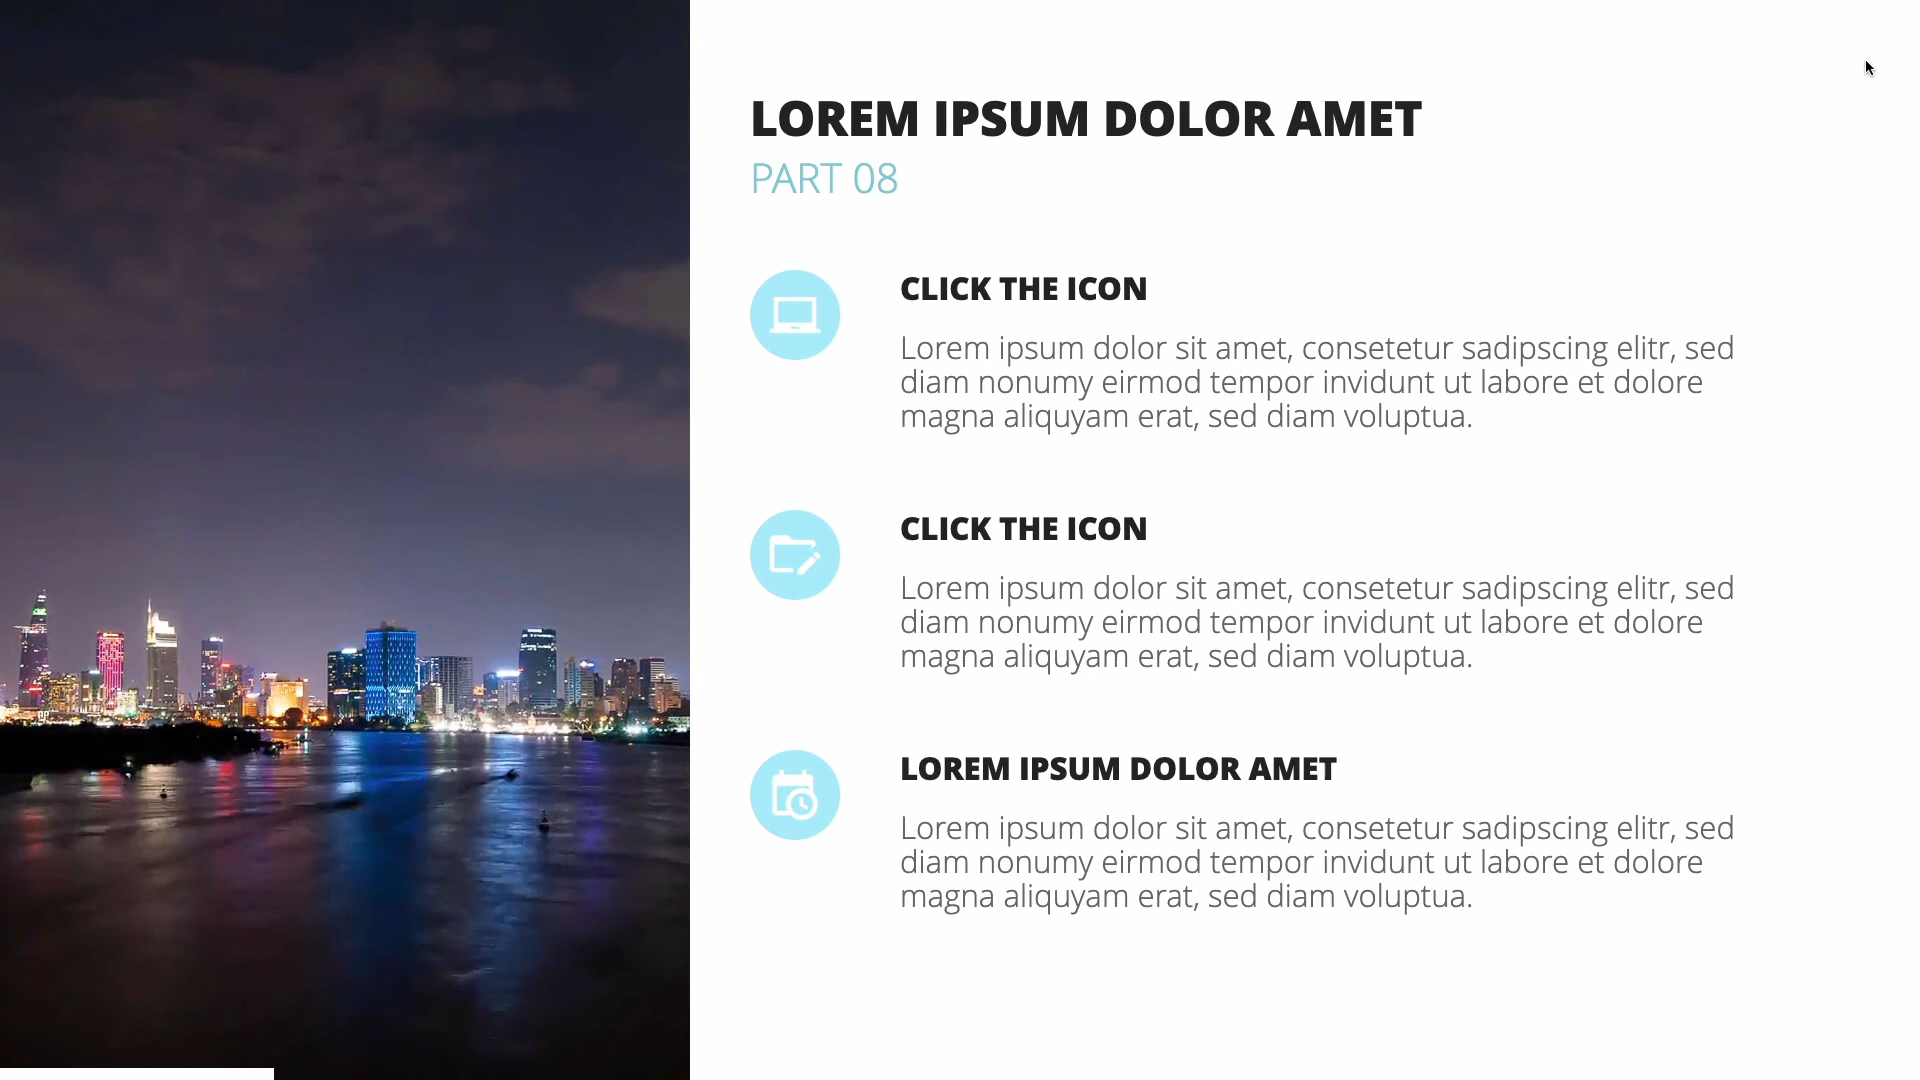 LOREM IPSUM DOLOR AMET
PART 08
CLICK THE ICON
Lorem ipsum dolor sit amet, consetetur sadipscing elitr, sed
diam nonumy eirmod tempor invidunt ut labore et dolore
magna aliquyam erat, sed diam voluptua.
CLICK THE ICON
Lorem ipsum dolor sit amet, consetetur sadipscing elitr, sed
diam nonumy eirmod tempor invidunt ut labore et dolore
magna aliquyam erat, sed diam voluptua.
LOREM IPSUM DOLOR AMET
Lorem ipsum dolor sit amet, consetetur sadipscing elitr, sed
diam nonumy eirmod tempor invidunt ut labore et dolore
magna aliquyam erat, sed diam voluptua.